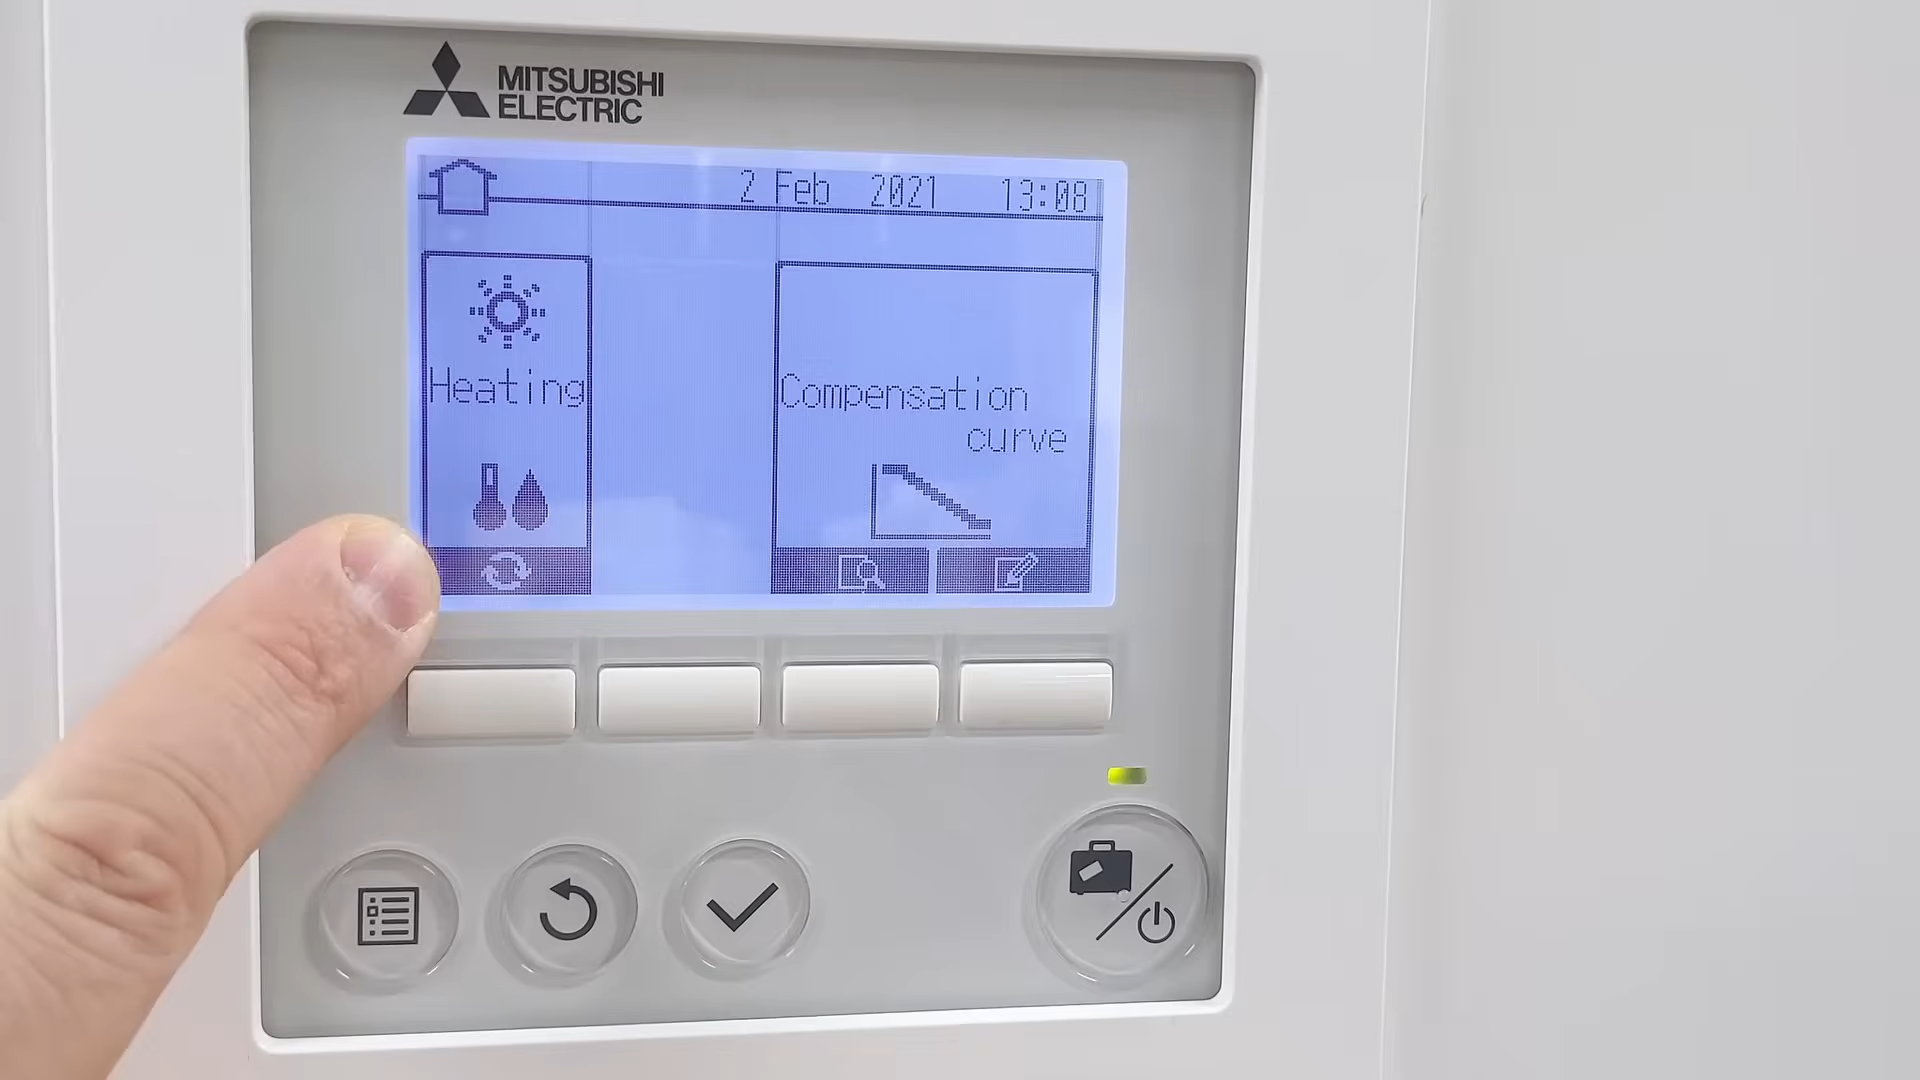 MITSUBISHI
ELECTRIC
2 Feb 2021 13:08
Heating
Compensation
curve